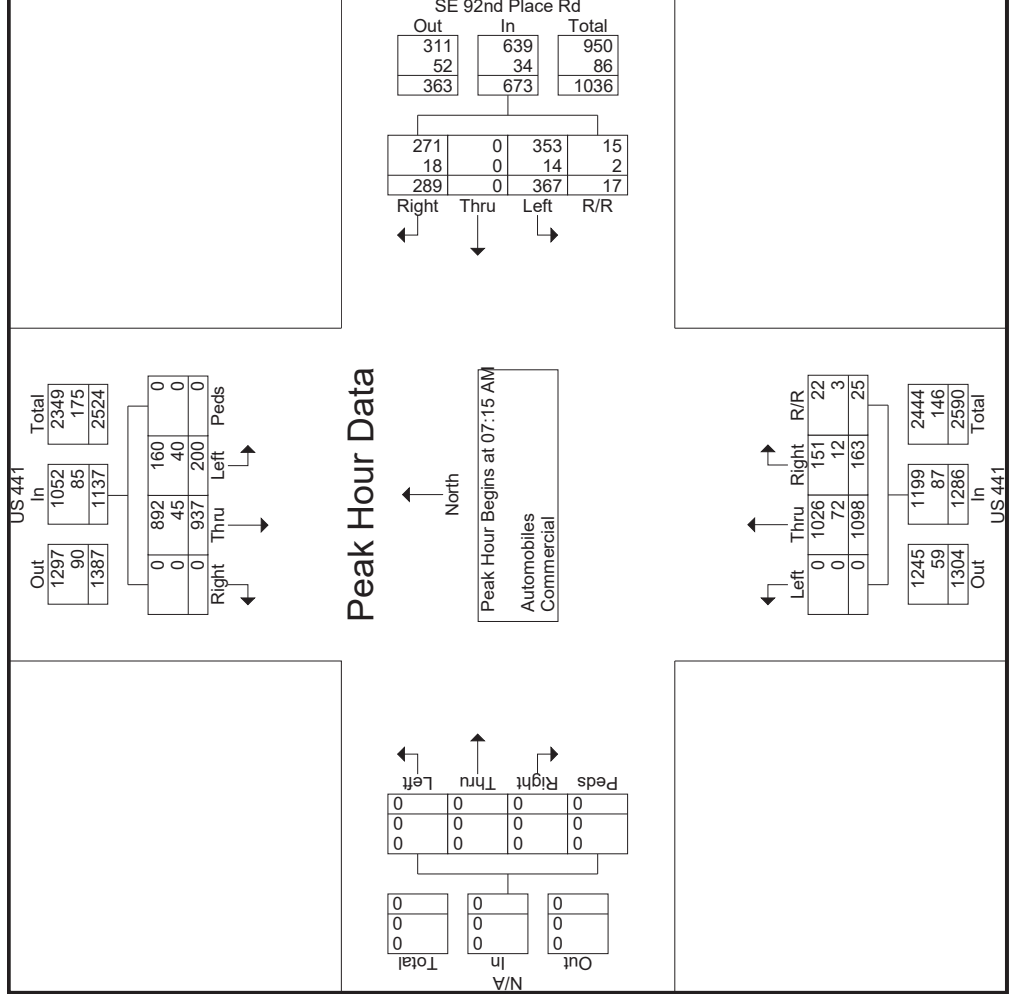 SE 92nd Place Rd
Out In Total
311 639 950
52 34 86
363 673 1036
271 0 353 15
18 0 14 2
289 0 367 17
Right Thru Left R/R
US 441
Out In Total
1297 1052 2349
90 85 175
1387 1137 2524
0 892 160 0
0 45 40 0
0 937 200 0
Right Thru Left Peds
Peak Hour Data
North
Peak Hour Begins at 07:15 AM
Automobiles
Commercial
Left Thru Right R/R
0 1026 151 22
0 72 12 3
0 1098 163 25
1245 1199 2444
59 87 146
1304 1286 2590
Out In Total
US 441
Left Thru Right Peds
0 0 0 0
0 0 0 0
0 0 0 0
0 0 0
0 0 0
0 0 0
Total In Out
N/A